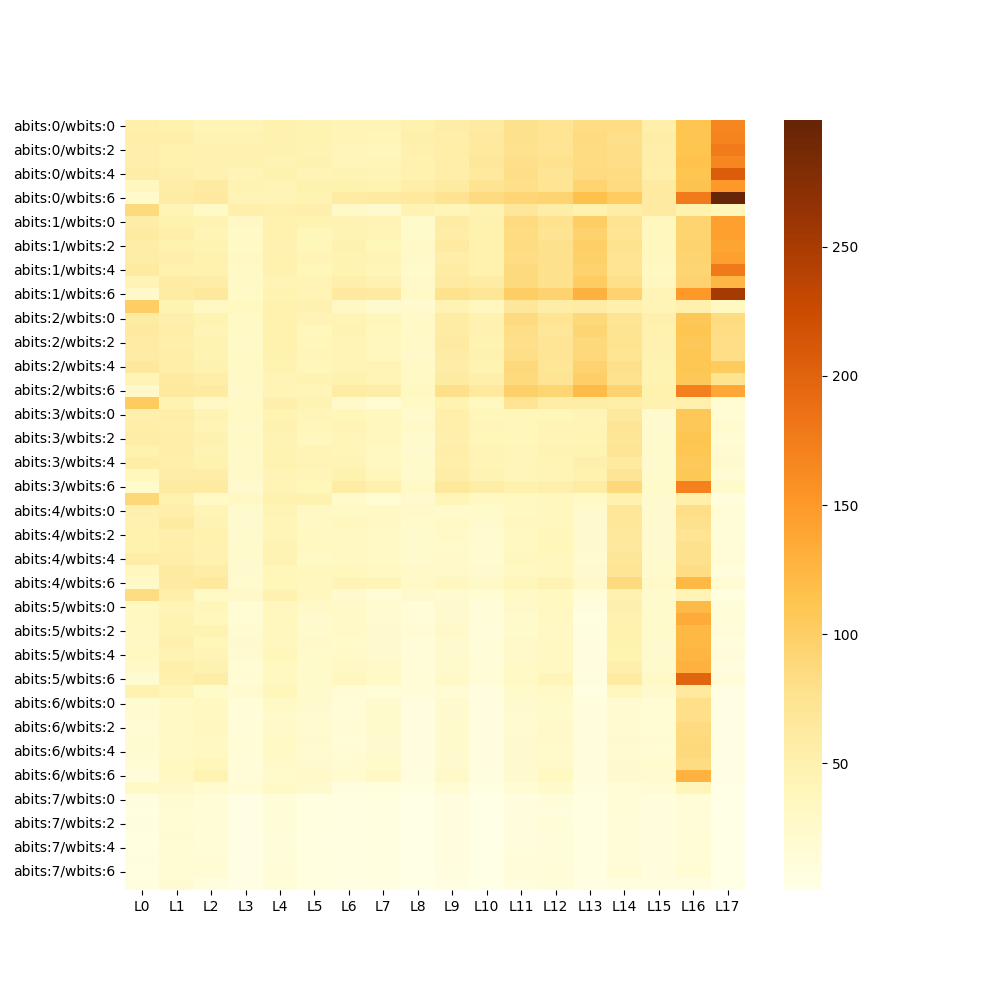 abits:0/wbits:0
abits:0/wbits:2
abits:0/wbits:4
abits:0/wbits:6
abits:1/wbits:0
abits:1/wbits:2
abits:1/wbits:4
abits:1/wbits:6
abits:2/wbits:0
abits:2/wbits:2
abits:2/wbits:4
abits:2/wbits:6
abits:3/wbits:0
abits:3/wbits:2
abits:3/wbits:4
abits:3/wbits:6
abits:4/wbits:0
abits:4/wbits:2
abits:4/wbits:4
abits:4/wbits:6
abits:5/wbits:0
abits:5/wbits:2
abits:5/wbits:4
abits:5/wbits:6
abits:6/wbits:0
abits:6/wbits:2
abits:6/wbits:4
abits:6/wbits:6
abits:7/wbits:0
abits:7/wbits:2
abits:7/wbits:4
abits:7/wbits:6
L0 L1 L2 L3 L4 L5 L6 L7 L8 L9 L10 L11 L12 L13 L14 L15 L16 L17
250
200
150
100
50